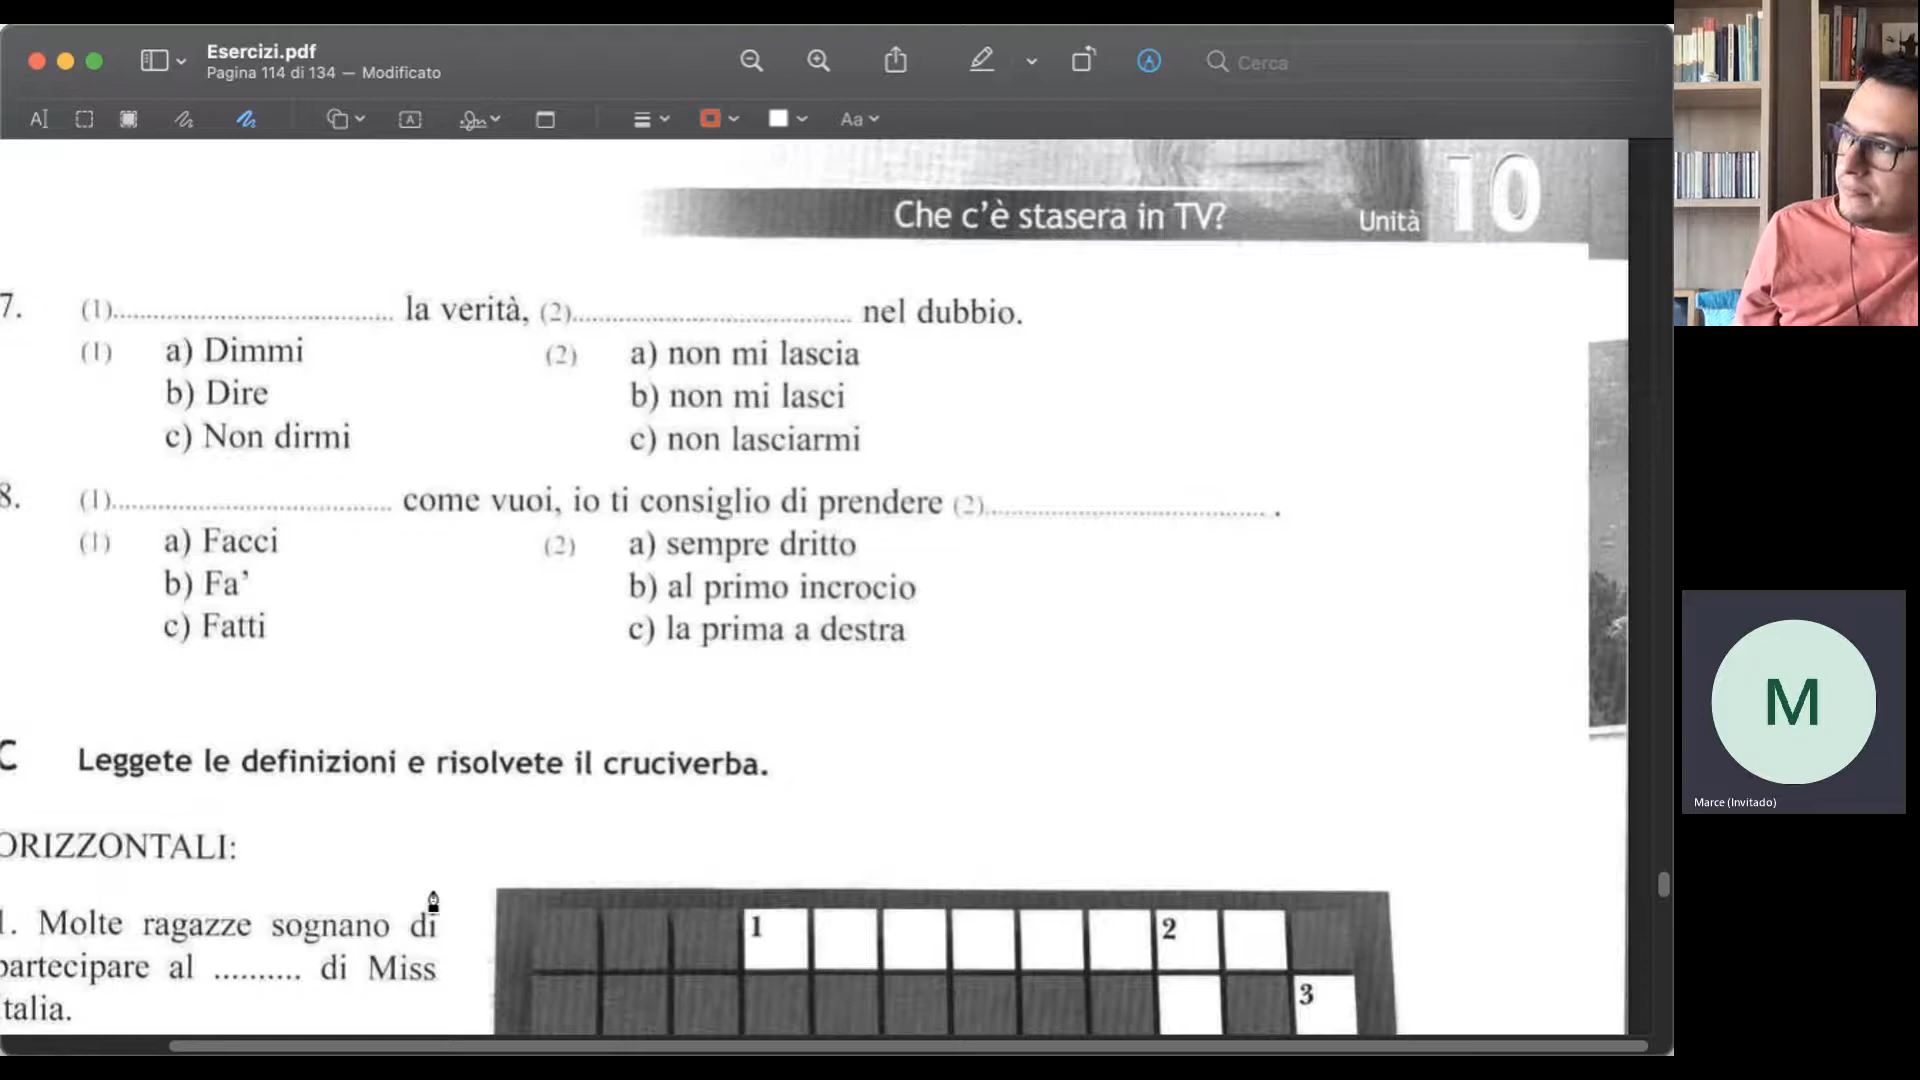 Esercizi.pdf
Pagina 114 di 134 — Modificato
Cerca
Aa
Che c'è stasera in TV?
Unità 10
7. (1)................................ la verità, (2)................................ nel dubbio.
(1) a) Dimmi (2) a) non mi lascia
b) Dire b) non mi lasci
c) Non dirmi c) non lasciarmi
8. (1)................................ come vuoi, io ti consiglio di prendere (2)................................ .
(1) a) Facci (2) a) sempre dritto
b) Fa' b) al primo incrocio
c) Fatti c) la prima a destra
C Leggete le definizioni e risolvete il cruciverba.
ORIZZONTALI:
1. Molte ragazze sognano di
partecipare al .......... di Miss
Italia.
1 2
3
M
Marce (Invitado)